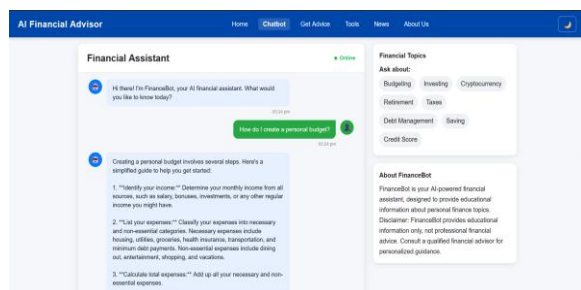 AI Financial Advisor
Home Chatbot Get Advice Tools News About Us
Financial Assistant
Online
Hi there! I'm FinanceBot, your AI financial assistant. What would
you like to know today?
How do I create a personal budget?
Creating a personal budget involves several steps. Here's a
simplified guide to help you get started:
1. **Identify your income:** Determine your monthly income from all
sources, such as salary, bonuses, investments, or any other regular
income you might have.
2. **List your expenses:** Classify your expenses into necessary
and non-essential categories. Necessary expenses include
housing, utilities, groceries, health insurance, transportation, and
minimum debt payments. Non-essential expenses include dining
out, entertainment, shopping, and vacations.
3. **Calculate total expenses:** Add up all your necessary and non-
essential expenses.
Financial Topics
Ask about:
Budgeting Investing Cryptocurrency
Retirement Taxes
Debt Management Saving
Credit Score
About FinanceBot
FinanceBot is your AI-powered financial
assistant, designed to provide educational
information about personal finance topics.
Disclaimer: FinanceBot provides educational
information only, not professional financial
advice. Consult a qualified financial advisor for
personalized guidance.